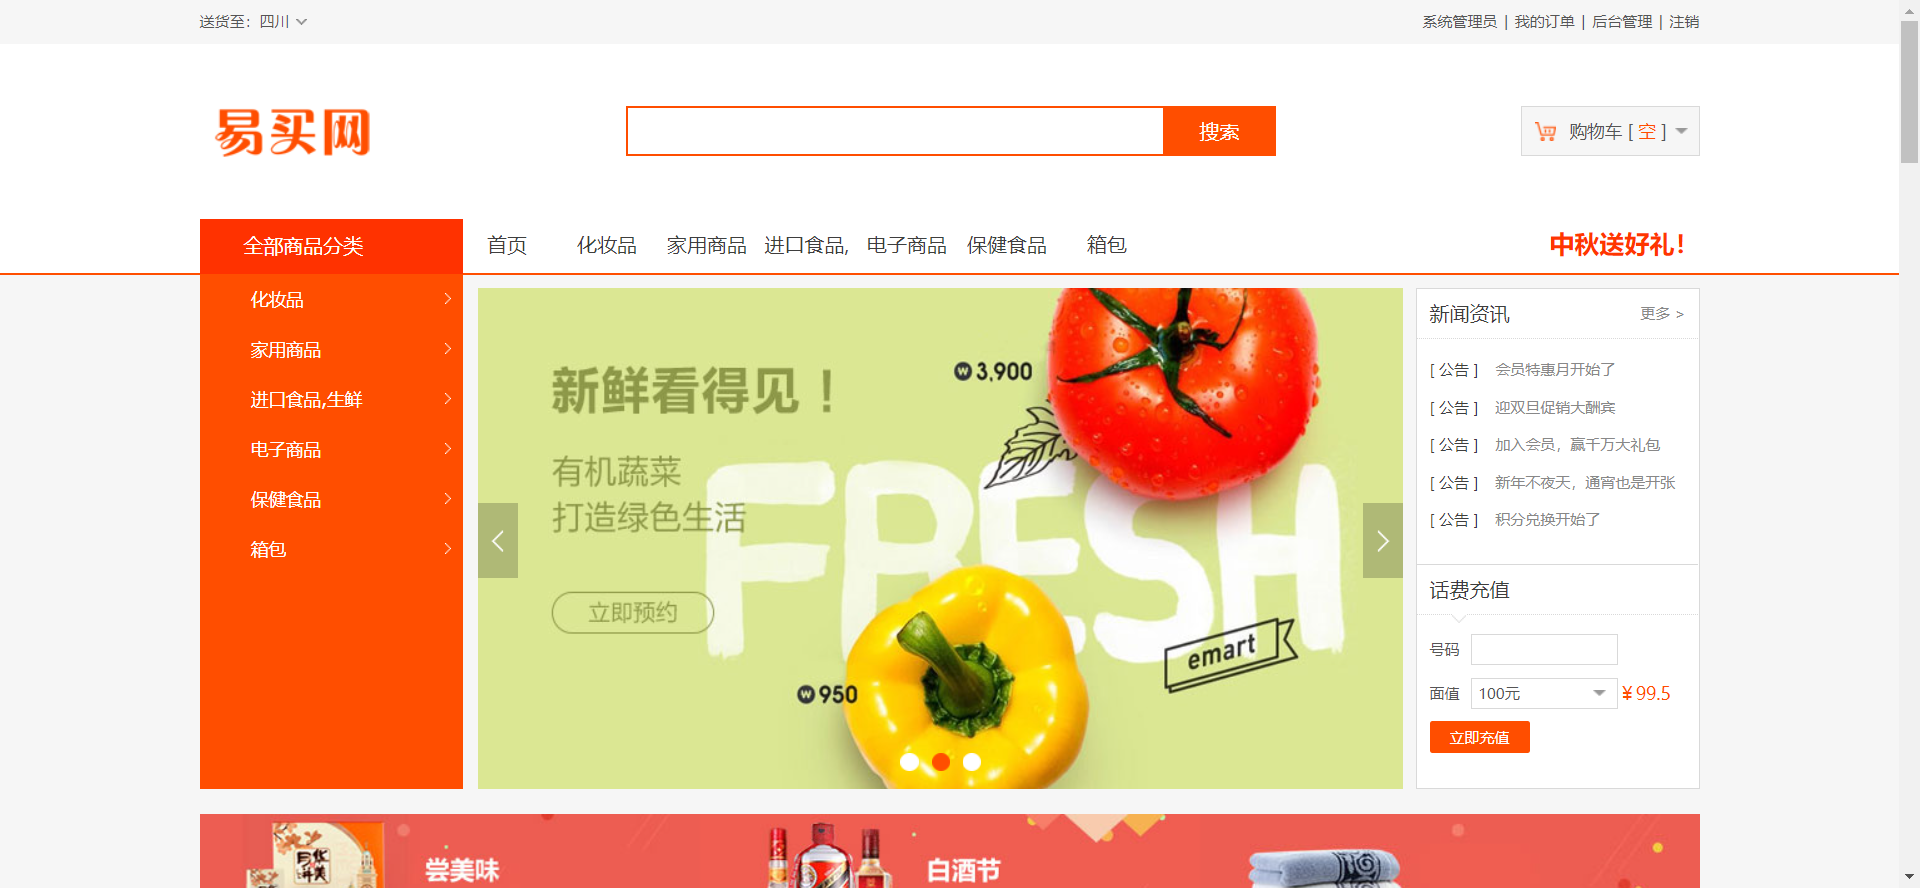 送货至：四川
系统管理员 | 我的订单 | 后台管理 | 注销
易买网
搜索
购物车 [ 空 ]
全部商品分类
首页 化妆品 家用商品 进口食品, 电子商品 保健食品 箱包
中秋送好礼！
化妆品
家用商品
进口食品,生鲜
电子商品
保健食品
箱包
新鲜看得见！
有机蔬菜
打造绿色生活
立即预约
₩3,900
FRESH
emart
₩950
新闻资讯 更多 >
[ 公告 ] 会员特惠月开始了
[ 公告 ] 迎双旦促销大酬宾
[ 公告 ] 加入会员，赢千万大礼包
[ 公告 ] 新年不夜天，通宵也是开张
[ 公告 ] 积分兑换开始了
话费充值
号码
面值 100元 ￥99.5
立即充值
尝美味
白酒节